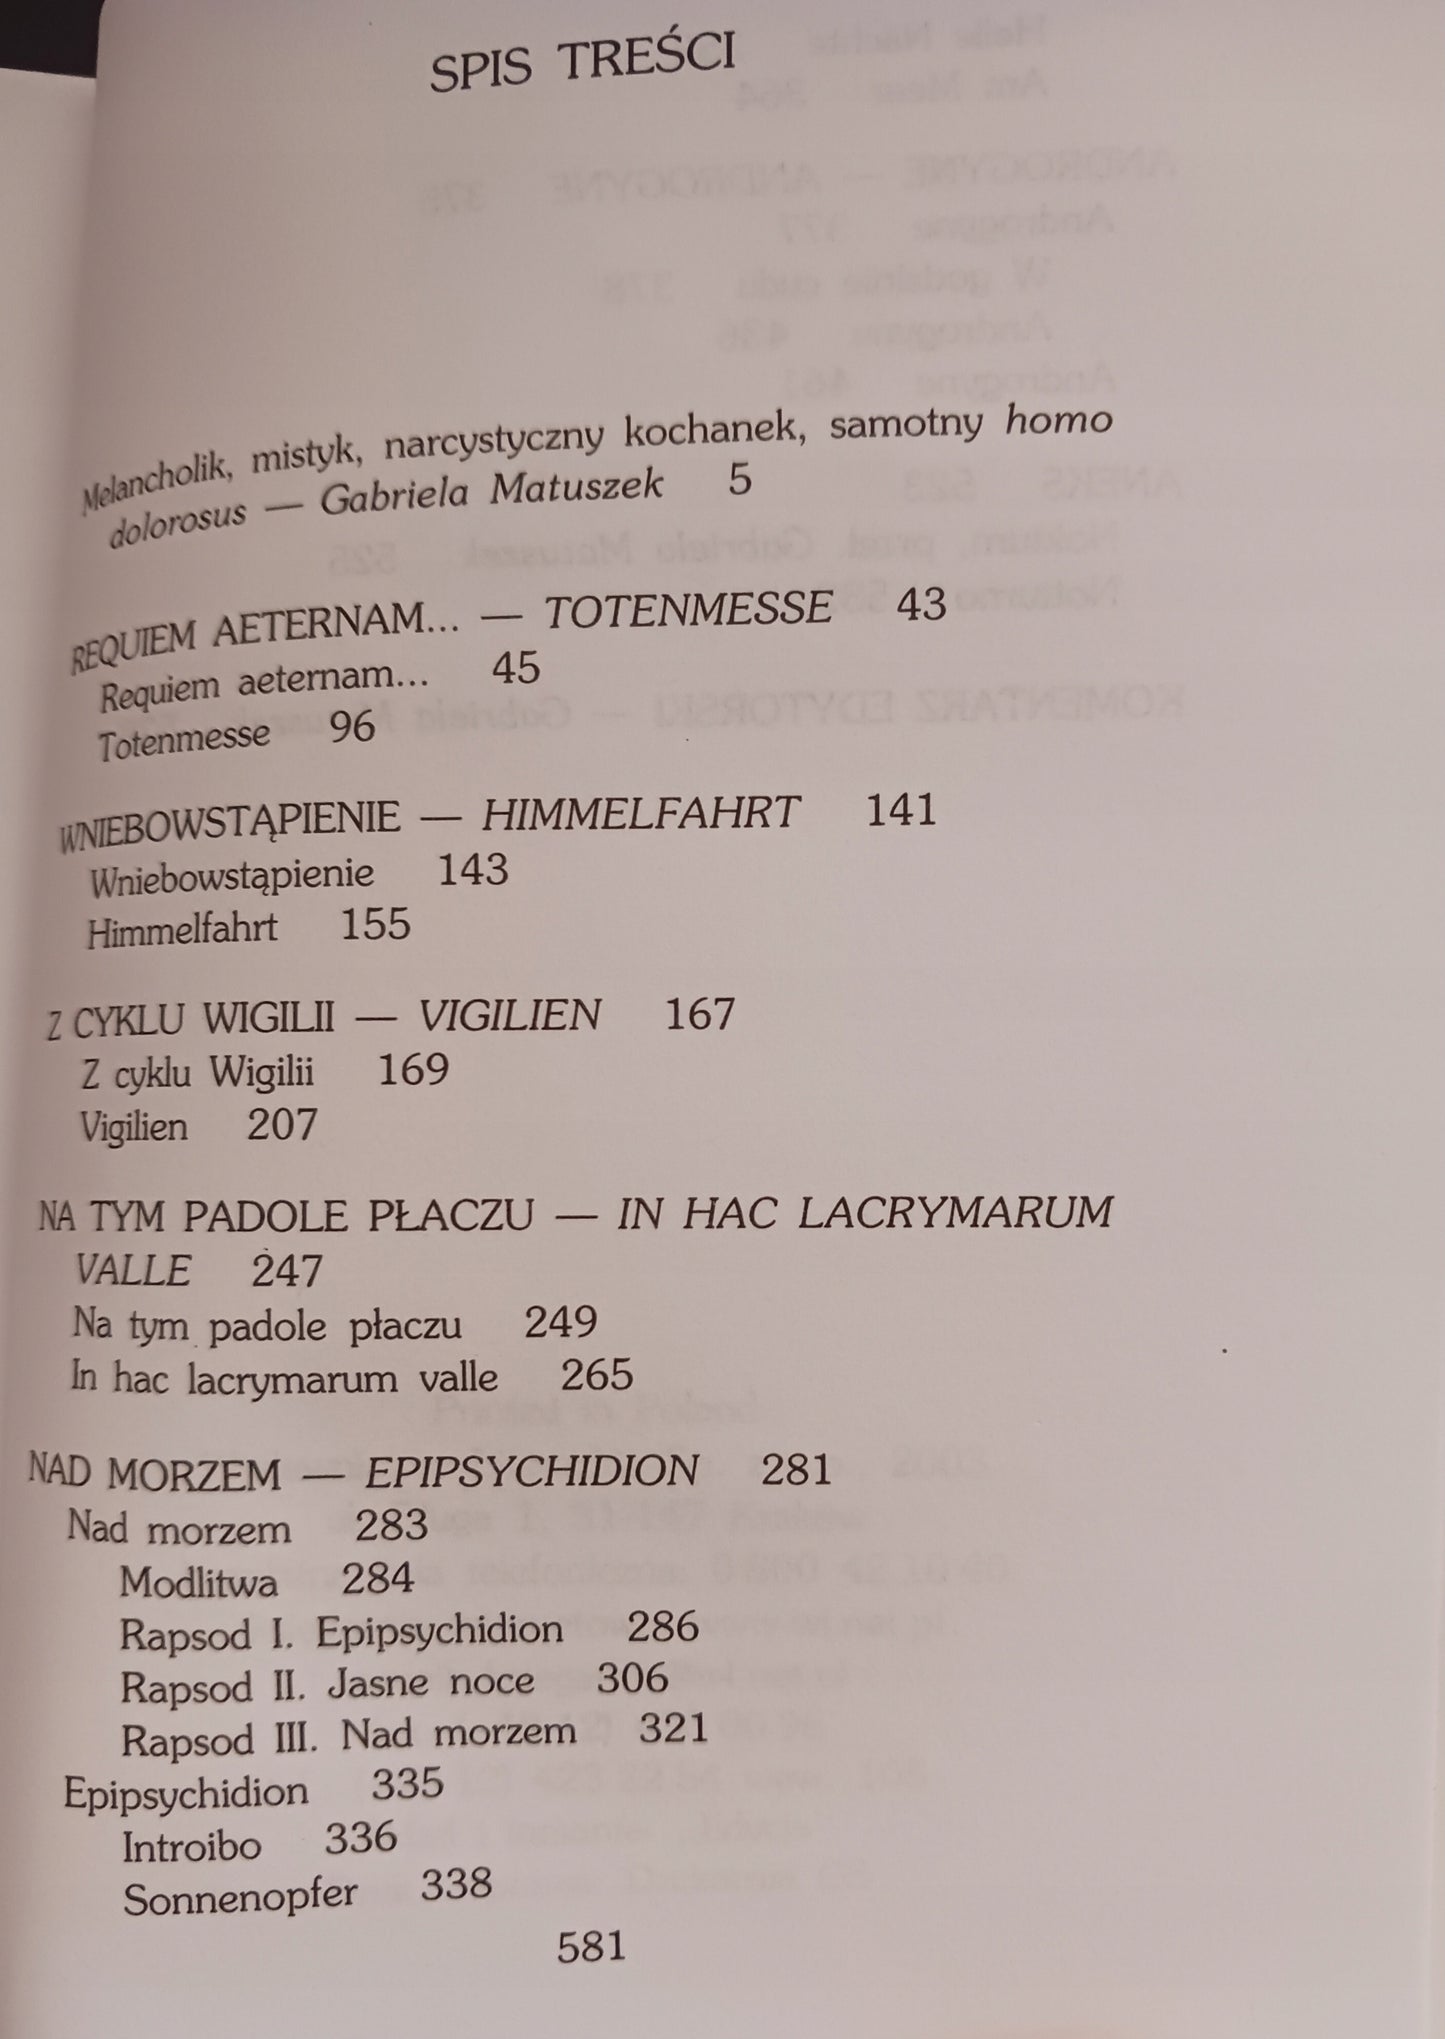 SPIS TREŚCI
Melancholik, mistyk, narcystyczny kochanek, samotny homo
dolorosus — Gabriela Matuszek 5
REQUIEM AETERNAM... — TOTENMESSE 43
Requiem aeternam... 45
Totenmesse 96
WNIEBOWSTĄPIENIE — HIMMELFAHRT 141
Wniebowstąpienie 143
Himmelfahrt 155
Z CYKLU WIGILII — VIGILIEN 167
Z cyklu Wigilii 169
Vigilien 207
NA TYM PADOLE PŁACZU — IN HAC LACRYMARUM
VALLE 247
Na tym padole płaczu 249
In hac lacrymarum valle 265
NAD MORZEM — EPIPSYCHIDION 281
Nad morzem 283
Modlitwa 284
Rapsod I. Epipsychidion 286
Rapsod II. Jasne noce 306
Rapsod III. Nad morzem 321
Epipsychidion 335
Introibo 336
Sonnenopfer 338
581